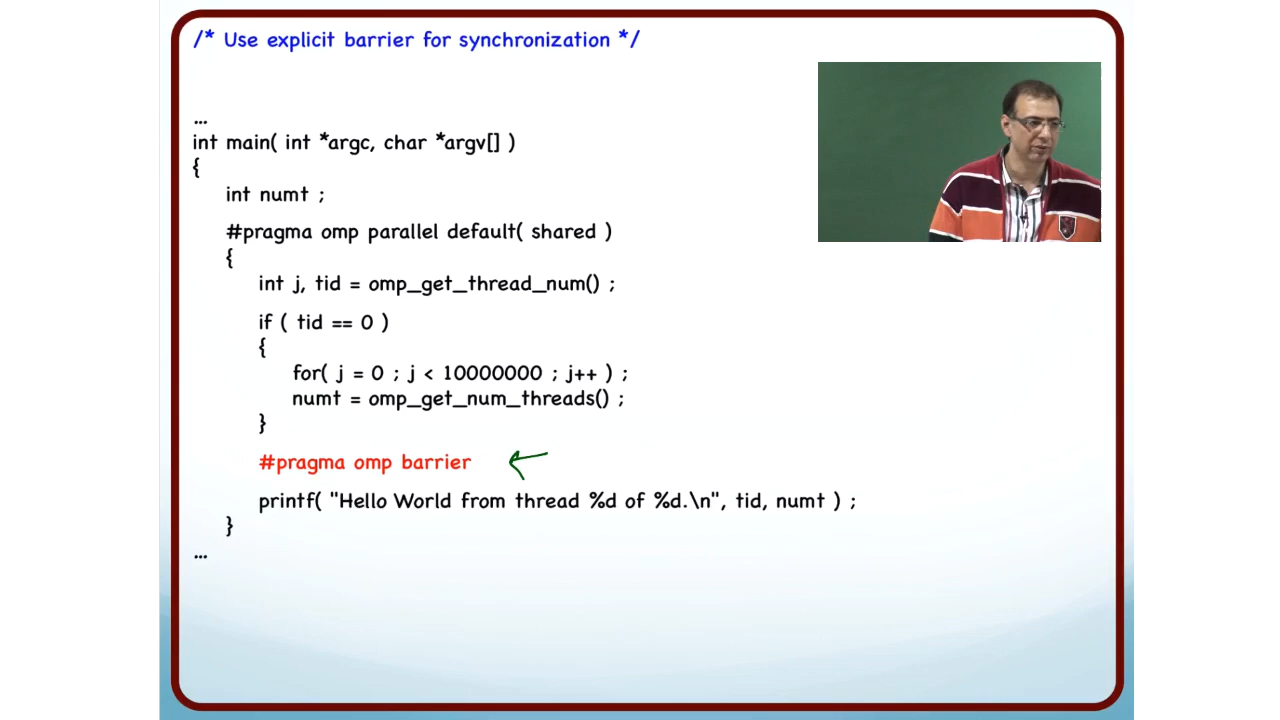 /* Use explicit barrier for synchronization */
...
int main( int *argc, char *argv[] )
{
int numt ;
#pragma omp parallel default( shared )
{
int j, tid = omp_get_thread_num() ;
if ( tid == 0 )
{
for( j = 0 ; j < 10000000 ; j++ ) ;
numt = omp_get_num_threads() ;
}
#pragma omp barrier
printf( "Hello World from thread %d of %d.\n", tid, numt ) ;
}
...